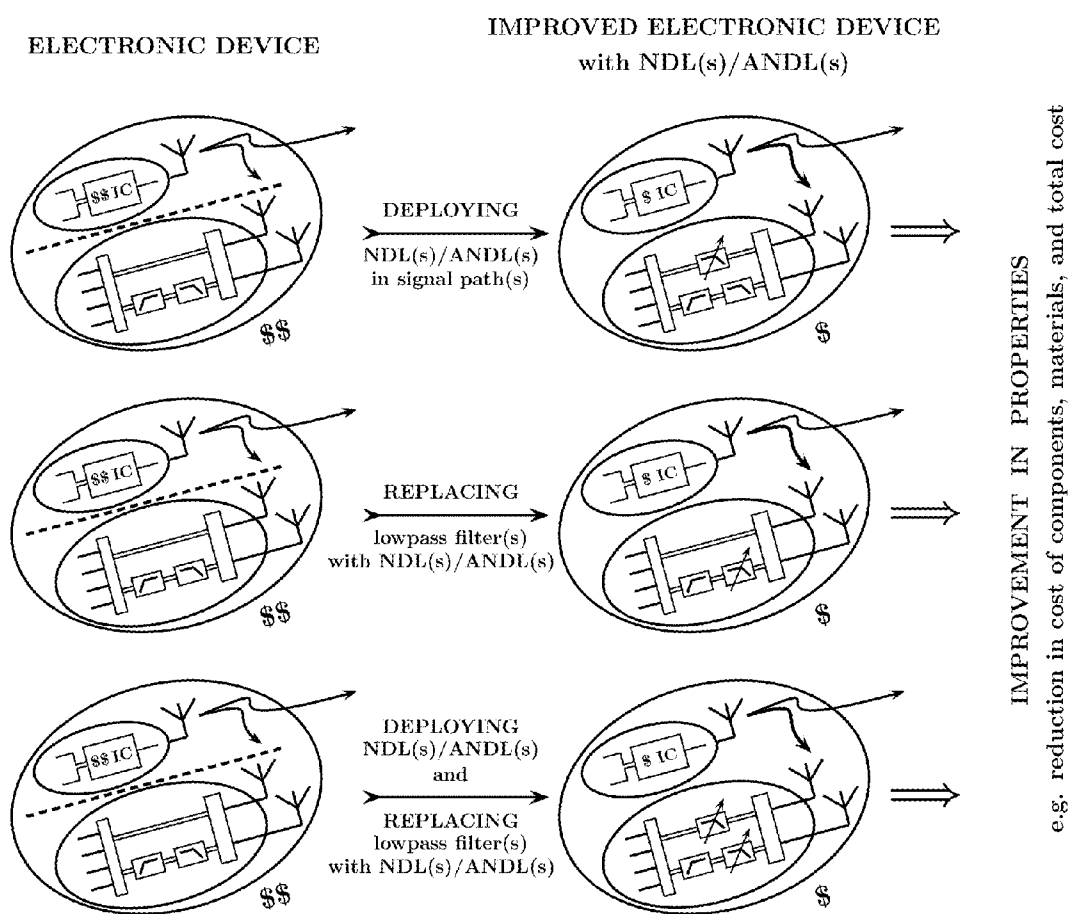 ELECTRONIC DEVICE
IMPROVED ELECTRONIC DEVICE
with NDL(s)/ANDL(s)
$$ IC
$$
DEPLOYING
NDL(s)/ANDL(s)
in signal path(s)
$ IC
$
$$ IC
$$
REPLACING
lowpass filter(s)
with NDL(s)/ANDL(s)
$ IC
$
$$ IC
$$
DEPLOYING
NDL(s)/ANDL(s)
and
REPLACING
lowpass filter(s)
with NDL(s)/ANDL(s)
$ IC
$
IMPROVEMENT IN PROPERTIES
e.g. reduction in cost of components, materials, and total cost